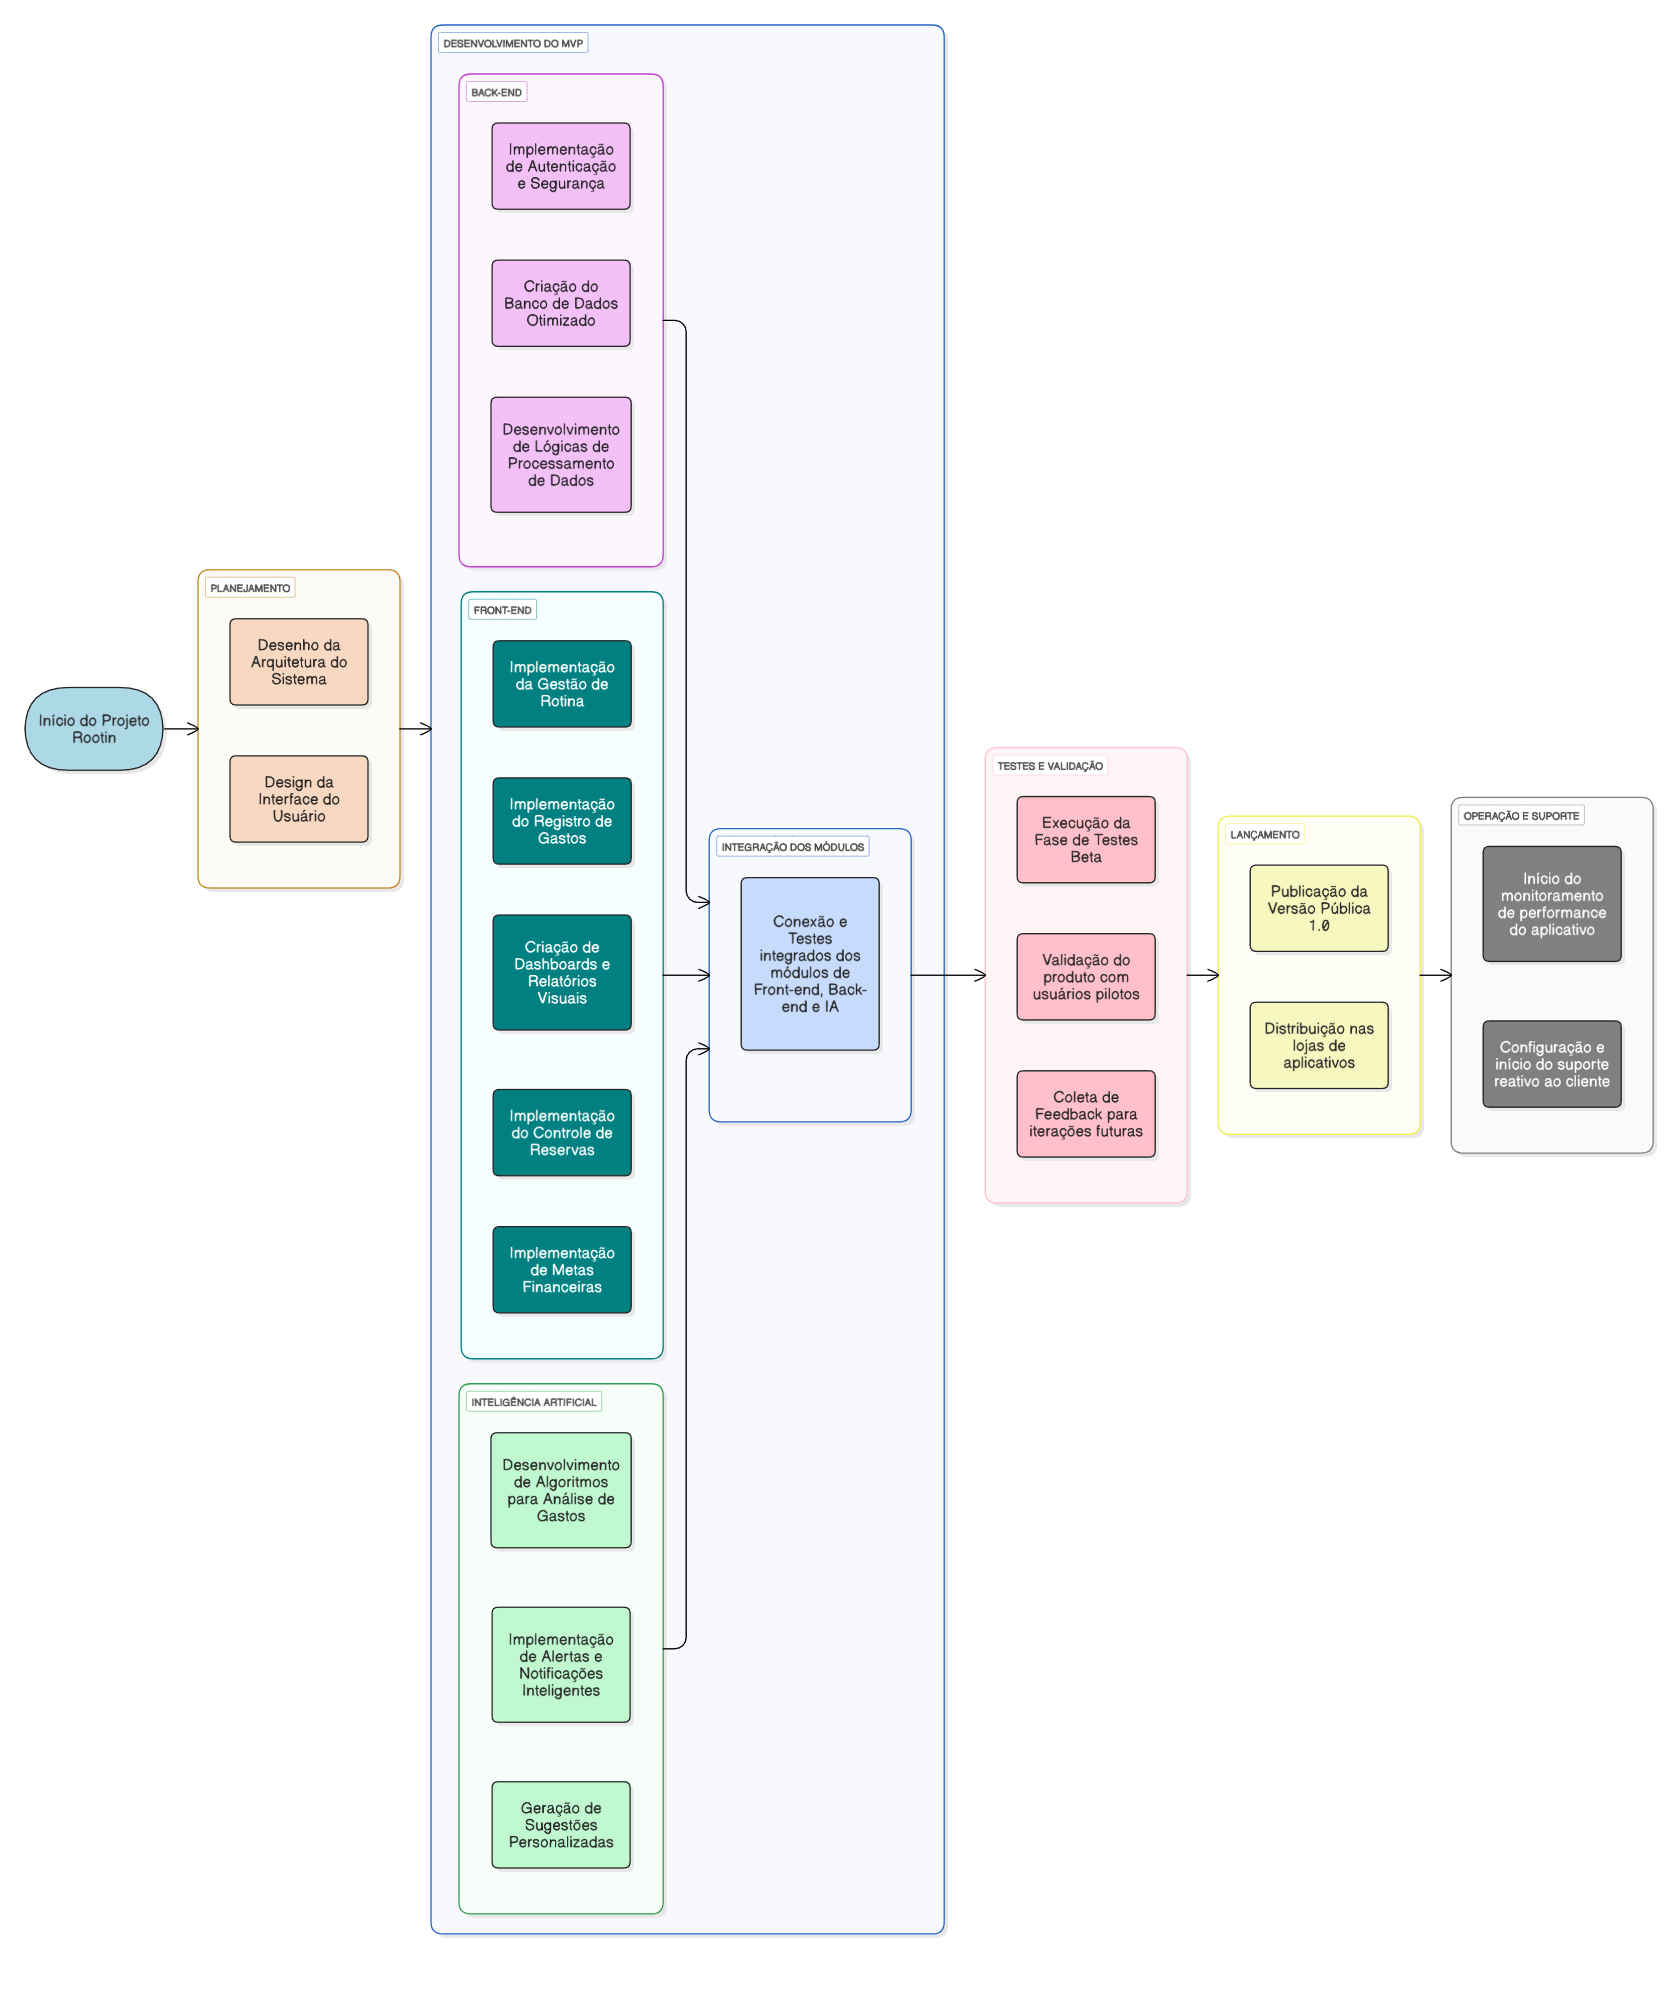 Início do Projeto
Rootin
PLANEJAMENTO
Desenho da
Arquitetura do
Sistema
Design da
Interface do
Usuário
DESENVOLVIMENTO DO MVP
BACK-END
Implementação
de Autenticação
e Segurança
Criação do
Banco de Dados
Otimizado
Desenvolvimento
de Lógicas de
Processamento
de Dados
FRONT-END
Implementação
da Gestão de
Rotina
Implementação
do Registro de
Gastos
Criação de
Dashboards e
Relatórios
Visuais
Implementação
do Controle de
Reservas
Implementação
de Metas
Financeiras
INTELIGÊNCIA ARTIFICIAL
Desenvolvimento
de Algoritmos
para Análise de
Gastos
Implementação
de Alertas e
Notificações
Inteligentes
Geração de
Sugestões
Personalizadas
INTEGRAÇÃO DOS MÓDULOS
Conexão e
Testes
integrados dos
módulos de
Front-end, Back-
end e IA
TESTES E VALIDAÇÃO
Execução da
Fase de Testes
Beta
Validação do
produto com
usuários pilotos
Coleta de
Feedback para
iterações futuras
LANÇAMENTO
Publicação da
Versão Pública
1.0
Distribuição nas
lojas de
aplicativos
OPERAÇÃO E SUPORTE
Início do
monitoramento
de performance
do aplicativo
Configuração e
início do suporte
reativo ao cliente